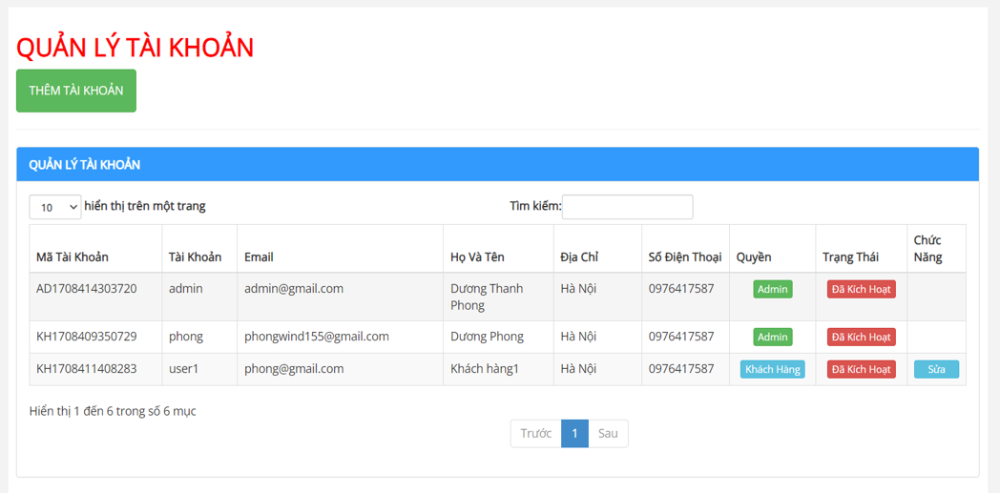 QUẢN LÝ TÀI KHOẢN
THÊM TÀI KHOẢN
QUẢN LÝ TÀI KHOẢN
10 hiển thị trên một trang Tìm kiếm:
Mã Tài Khoản Tài Khoản Email Họ Và Tên Địa Chỉ Số Điện Thoại Quyền Trạng Thái Chức Năng
AD1708414303720 admin admin@gmail.com Dương Thanh Phong Hà Nội 0976417587 Admin Đã Kích Hoạt
KH1708409350729 phong phongwind155@gmail.com Dương Phong Hà Nội 0976417587 Admin Đã Kích Hoạt
KH1708411408283 user1 phong@gmail.com Khách hàng1 Hà Nội 0976417587 Khách Hàng Đã Kích Hoạt Sửa
Hiển thị 1 đến 6 trong số 6 mục
Trước 1 Sau